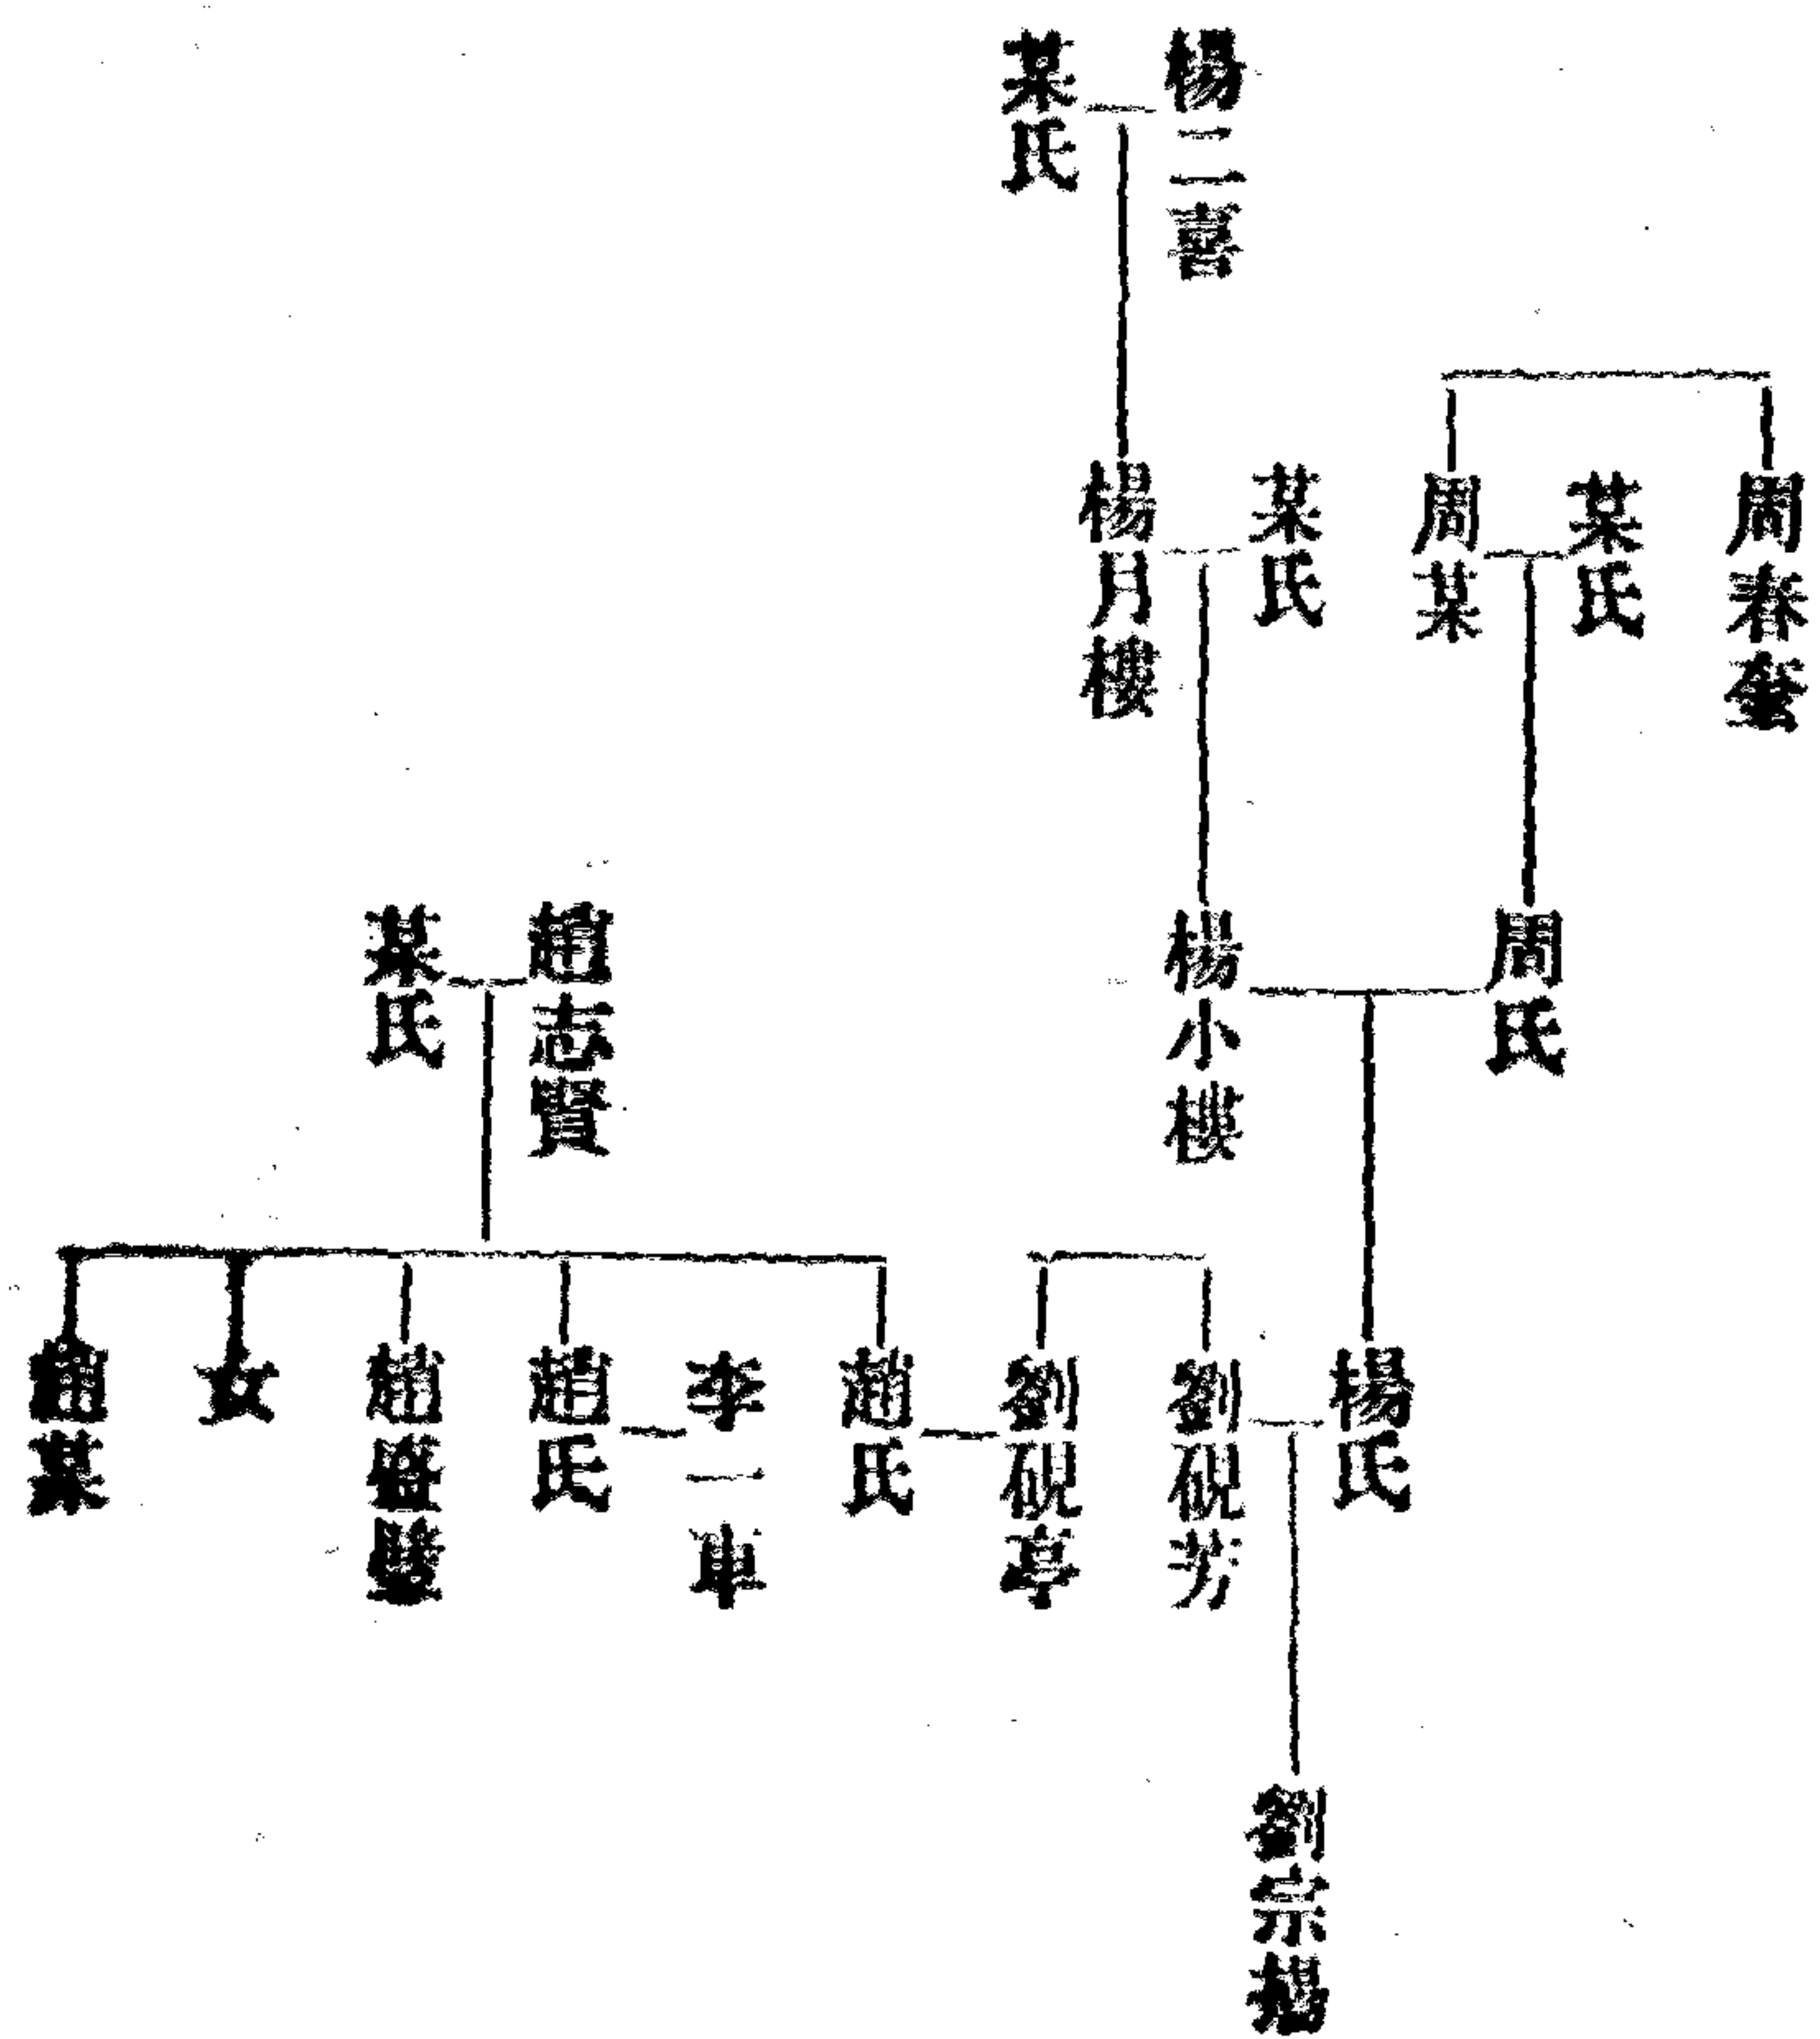 楊二喜
某氏
周春奎
某氏
周某
某氏
楊月樓
周氏
楊小樓
趙志賢
某氏
楊氏
劉硯芳
劉硯亭
趙氏
李一車
趙氏
趙盛璧
女
趙某
劉宗楊